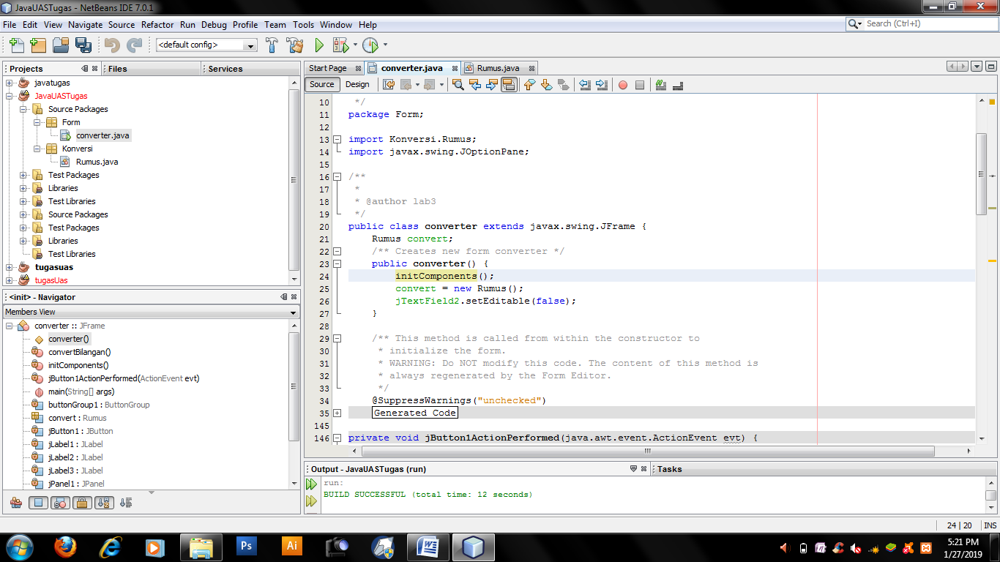 JavaUASTugas - NetBeans IDE 7.0.1
File Edit View Navigate Source Refactor Run Debug Profile Team Tools Window Help
Search (Ctrl+I)
<default config>
Projects
Files
Services
javatugas
JavaUASTugas
Source Packages
Form
converter.java
Konversi
Rumus.java
Test Packages
Libraries
Test Libraries
Source Packages
Test Packages
Libraries
Test Libraries
tugasuas
tugasUas
<init> - Navigator
Members View
converter :: JFrame
converter()
convertBilangan()
initComponents()
jButton1ActionPerformed(ActionEvent evt)
main(String[] args)
buttonGroup1 : ButtonGroup
convert : Rumus
jButton1 : JButton
jLabel1 : JLabel
jLabel2 : JLabel
jLabel3 : JLabel
jPanel1 : JPanel
Start Page
converter.java
Rumus.java
Source
Design
10 */
11 package Form;
12
13 import Konversi.Rumus;
14 import javax.swing.JOptionPane;
15
16 /**
17 *
18 * @author lab3
19 */
20 public class converter extends javax.swing.JFrame {
21 Rumus convert;
22 /** Creates new form converter */
23 public converter() {
24 initComponents();
25 convert = new Rumus();
26 jTextField2.setEditable(false);
27 }
28
29 /** This method is called from within the constructor to
30 * initialize the form.
31 * WARNING: Do NOT modify this code. The content of this method is
32 * always regenerated by the Form Editor.
33 */
34 @SuppressWarnings("unchecked")
35 Generated Code
145
146 private void jButton1ActionPerformed(java.awt.event.ActionEvent evt) {
Output - JavaUASTugas (run)
Tasks
run:
BUILD SUCCESSFUL (total time: 12 seconds)
24 | 20
INS
Ps
Ai
5:21 PM
1/27/2019